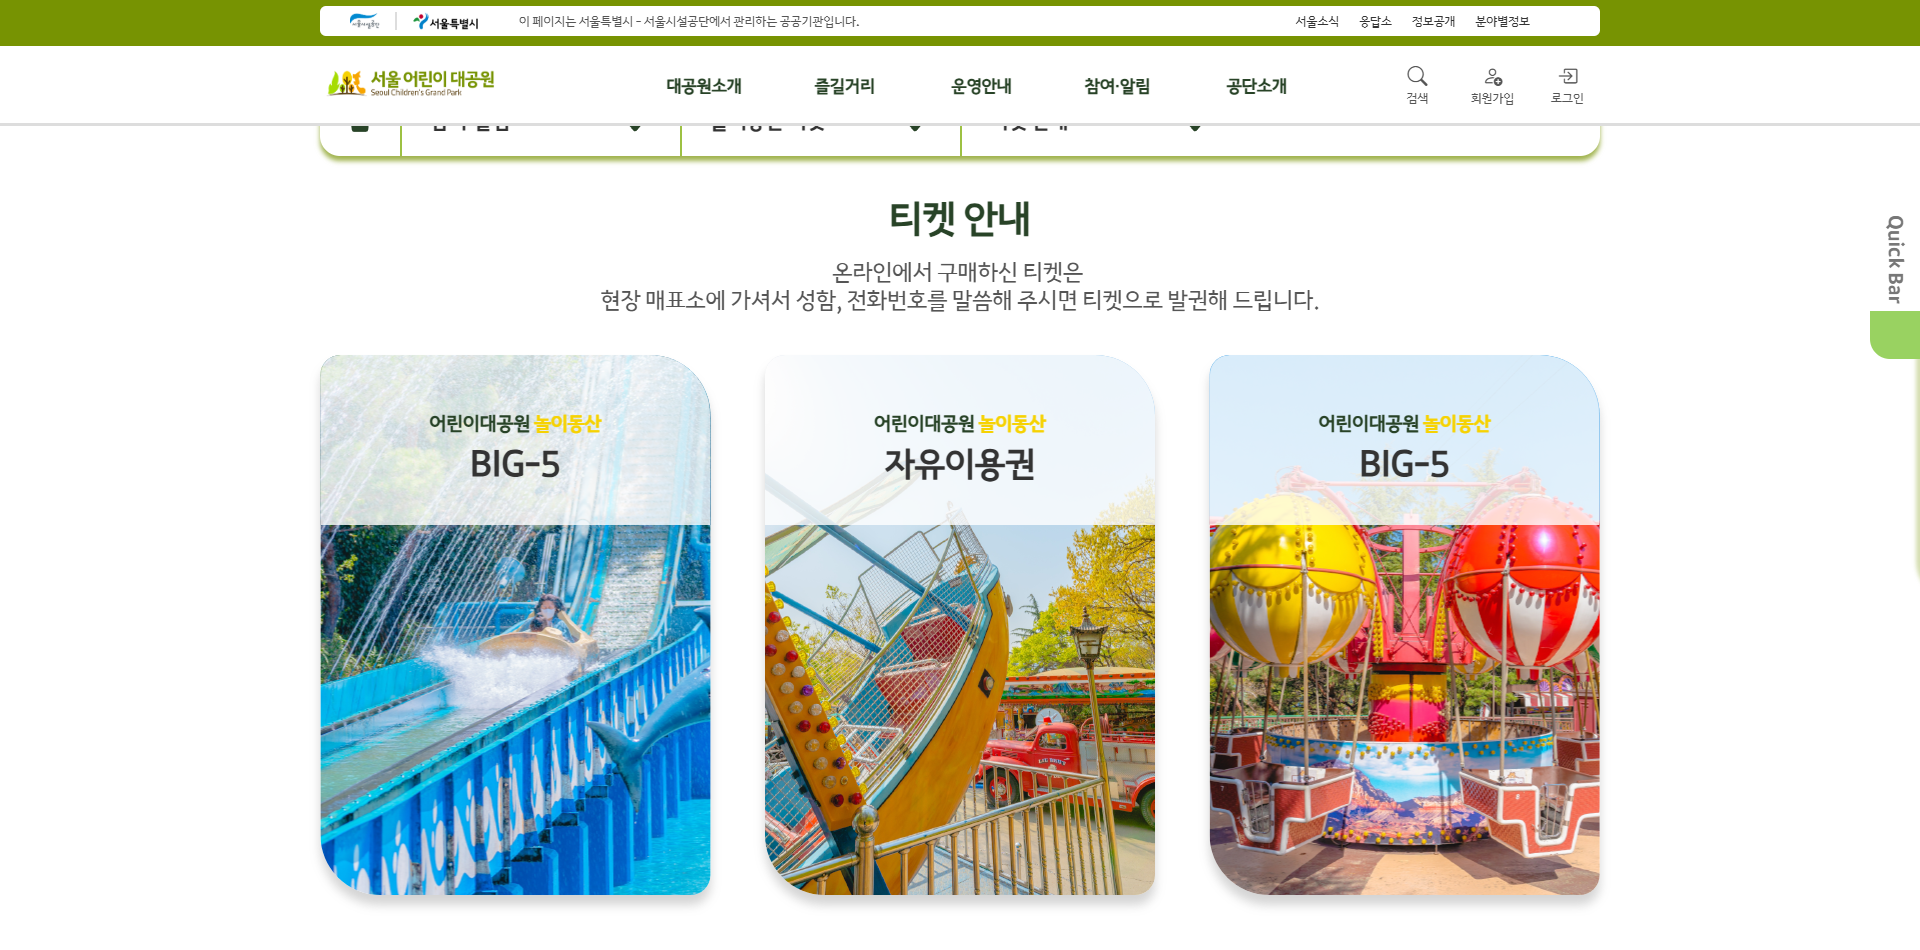 서울시설공단
서울특별시
이 페이지는 서울특별시 - 서울시설공단에서 관리하는 공공기관입니다.
서울소식
응답소
정보공개
분야별정보
서울 어린이 대공원
Seoul Children's Grand Park
대공원소개
즐길거리
운영안내
참여·알림
공단소개
검색
회원가입
로그인
티켓 안내
온라인에서 구매하신 티켓은
현장 매표소에 가셔서 성함, 전화번호를 말씀해 주시면 티켓으로 발권해 드립니다.
Quick Bar
어린이대공원 놀이동산
BIG-5
어린이대공원 놀이동산
자유이용권
어린이대공원 놀이동산
BIG-5